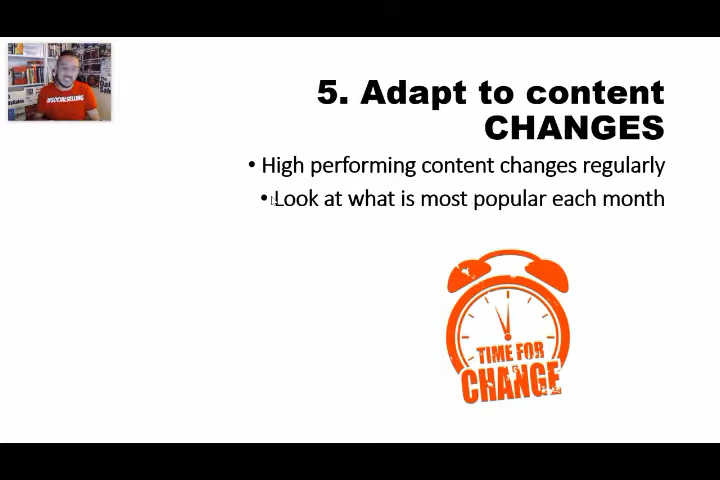 #SOCIALSELLING
5. Adapt to content
CHANGES
• High performing content changes regularly
• Look at what is most popular each month
TIME FOR
CHANGE